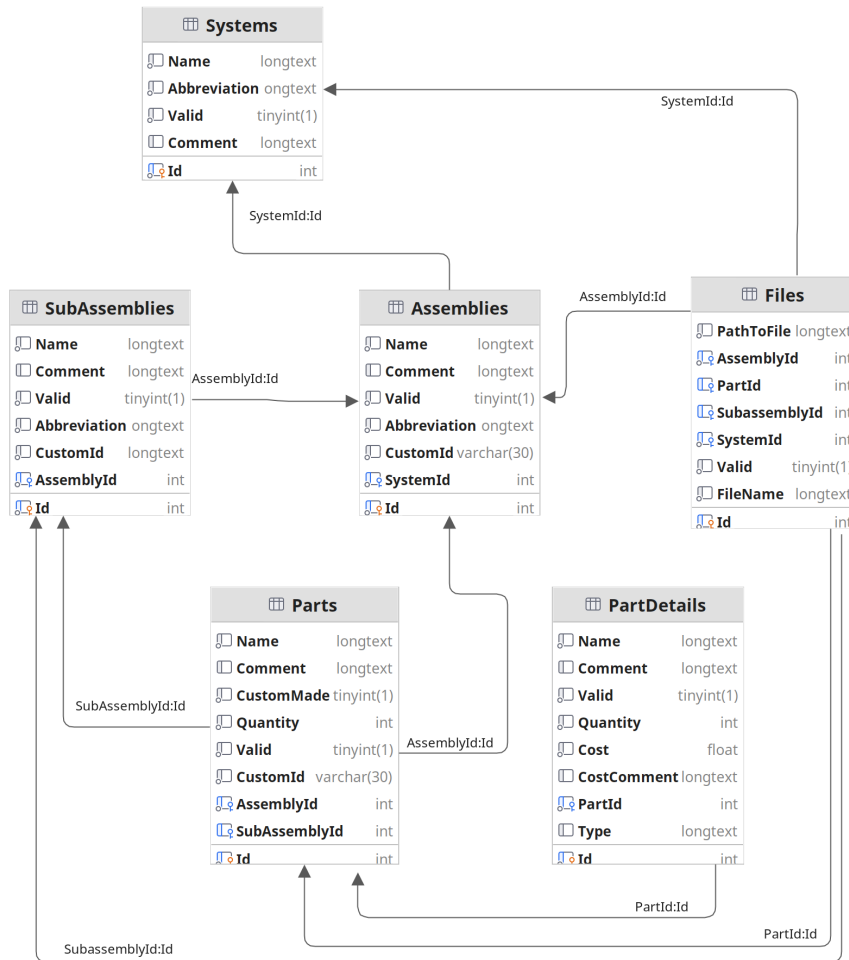 Systems
Name longtext
Abbreviation ongtext
Valid tinyint(1)
Comment longtext
Id int
SystemId:Id
SystemId:Id
SubAssemblies
Name longtext
Comment longtext
Valid tinyint(1)
Abbreviation ongtext
CustomId longtext
AssemblyId int
Id int
AssemblyId:Id
Assemblies
Name longtext
Comment longtext
Valid tinyint(1)
Abbreviation ongtext
CustomId varchar(30)
SystemId int
Id int
AssemblyId:Id
Files
PathToFile longtext
AssemblyId int
PartId int
SubassemblyId int
SystemId int
Valid tinyint(1)
FileName longtext
Id int
Parts
Name longtext
Comment longtext
CustomMade tinyint(1)
Quantity int
Valid tinyint(1)
CustomId varchar(30)
AssemblyId int
SubAssemblyId int
Id int
SubAssemblyId:Id
AssemblyId:Id
PartDetails
Name longtext
Comment longtext
Valid tinyint(1)
Quantity int
Cost float
CostComment longtext
PartId int
Type longtext
Id int
PartId:Id
PartId:Id
SubassemblyId:Id